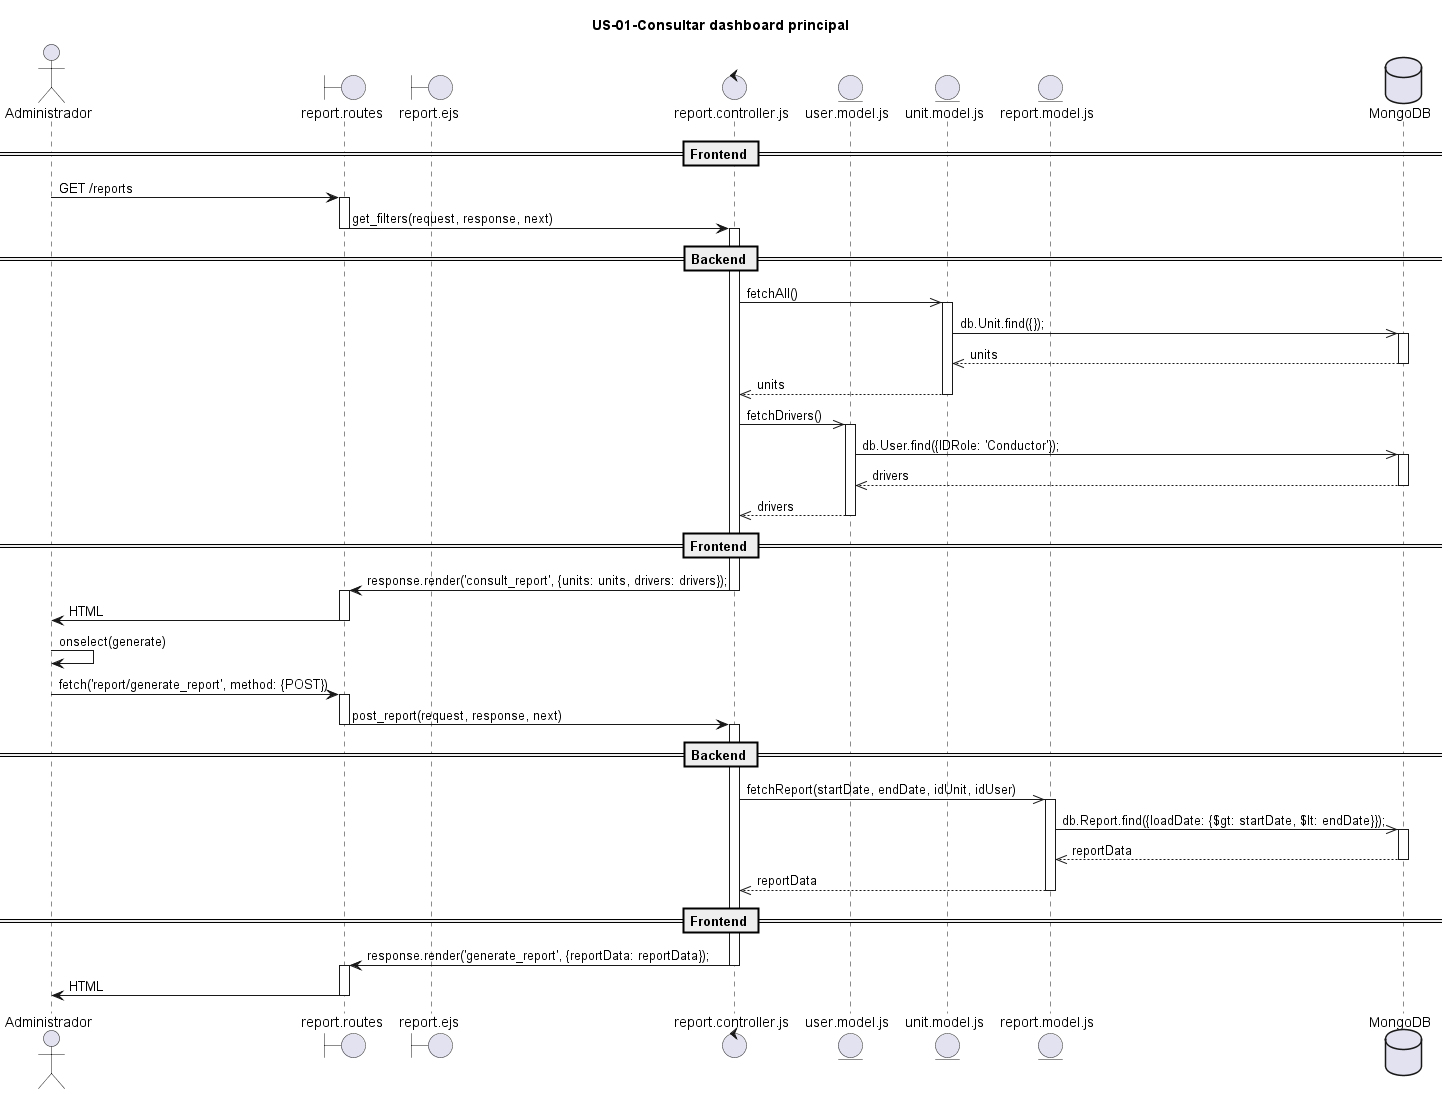 US-01-Consultar dashboard principal
Administrador
report.routes
report.ejs
report.controller.js
user.model.js
unit.model.js
report.model.js
MongoDB
Frontend
GET /reports
get_filters(request, response, next)
Backend
fetchAll()
db.Unit.find({});
units
units
fetchDrivers()
db.User.find({IDRole: 'Conductor'});
drivers
drivers
Frontend
response.render('consult_report', {units: units, drivers: drivers});
HTML
onselect(generate)
fetch('report/generate_report', method: {POST})
post_report(request, response, next)
Backend
fetchReport(startDate, endDate, idUnit, idUser)
db.Report.find({loadDate: {$gt: startDate, $lt: endDate}});
reportData
reportData
Frontend
response.render('generate_report', {reportData: reportData});
HTML
Administrador
report.routes
report.ejs
report.controller.js
user.model.js
unit.model.js
report.model.js
MongoDB